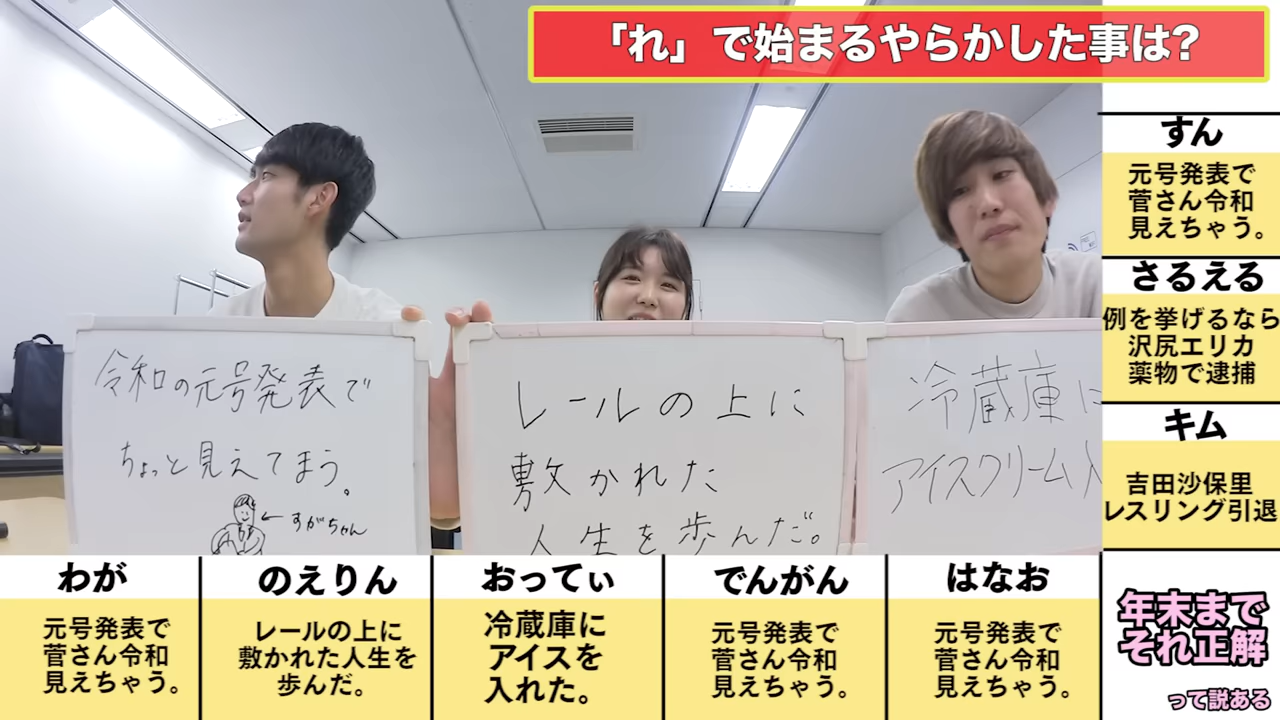 「れ」で始まるやらかした事は?
令和の元号発表で
ちょっと見えてまう。
←すがちゃん
レールの上に
敷かれた
人生を歩んだ。
冷蔵庫に
アイスクリーム入
すん
元号発表で
菅さん令和
見えちゃう。
さるえる
例を挙げるなら
沢尻エリカ
薬物で逮捕
キム
吉田沙保里
レスリング引退
わが
元号発表で
菅さん令和
見えちゃう。
のえりん
レールの上に
敷かれた人生を
歩んだ。
おってぃ
冷蔵庫に
アイスを
入れた。
でんがん
元号発表で
菅さん令和
見えちゃう。
はなお
元号発表で
菅さん令和
見えちゃう。
年末まで
それ正解
って説ある